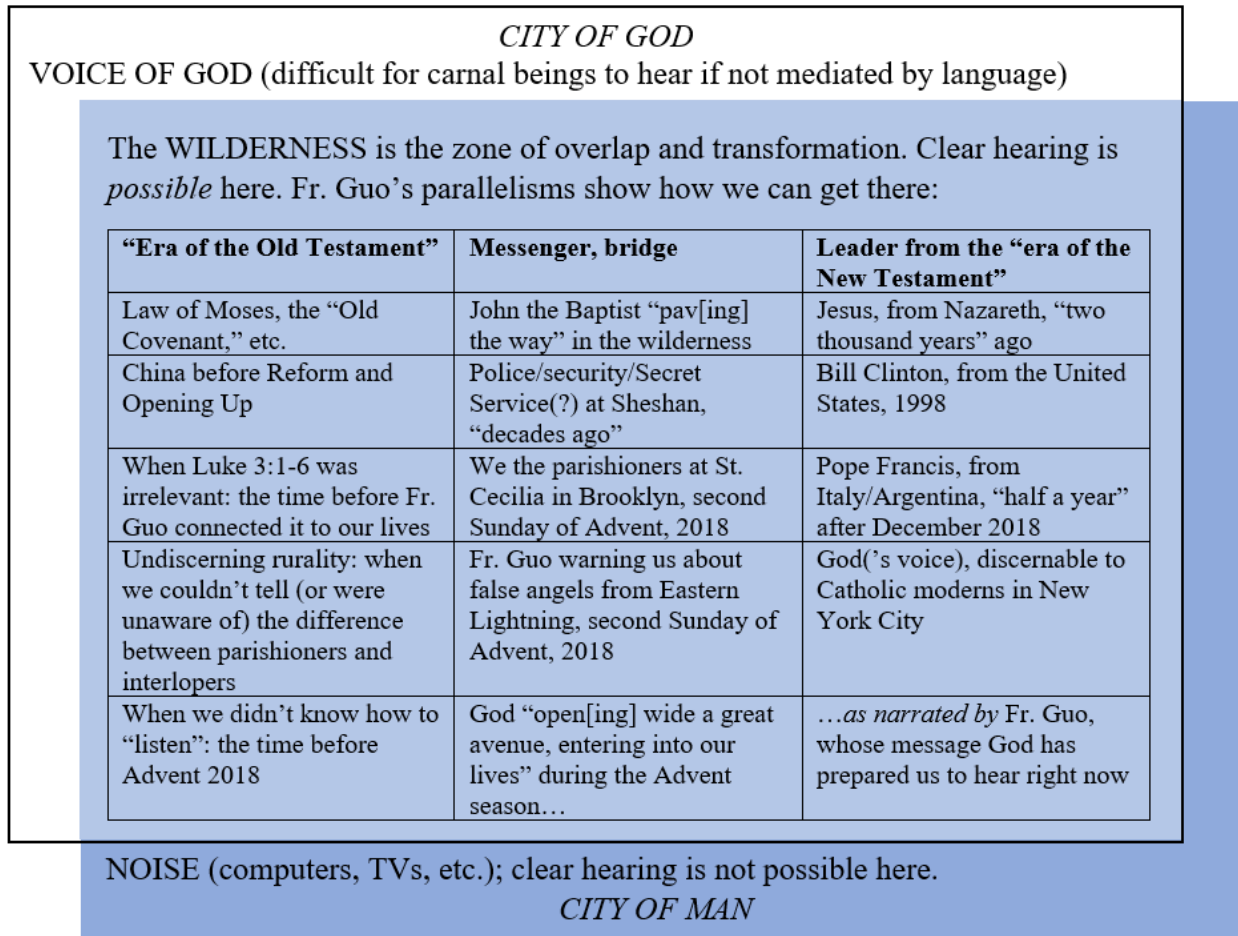 CITY OF GOD
VOICE OF GOD (difficult for carnal beings to hear if not mediated by language)
The WILDERNESS is the zone of overlap and transformation. Clear hearing is
possible here. Fr. Guo’s parallelisms show how we can get there:
“Era of the Old Testament”
Messenger, bridge
Leader from the “era of the
New Testament”
Law of Moses, the “Old
Covenant,” etc.
John the Baptist “pav[ing]
the way” in the wilderness
Jesus, from Nazareth, “two
thousand years” ago
China before Reform and
Opening Up
Police/security/Secret
Service(?) at Sheshan,
“decades ago”
Bill Clinton, from the United
States, 1998
When Luke 3:1-6 was
irrelevant: the time before Fr.
Guo connected it to our lives
We the parishioners at St.
Cecilia in Brooklyn, second
Sunday of Advent, 2018
Pope Francis, from
Italy/Argentina, “half a year”
after December 2018
Undiscerning rurality: when
we couldn’t tell (or were
unaware of) the difference
between parishioners and
interlopers
Fr. Guo warning us about
false angels from Eastern
Lightning, second Sunday of
Advent, 2018
God(’s voice), discernable to
Catholic moderns in New
York City
When we didn’t know how to
“listen”: the time before
Advent 2018
God “open[ing] wide a great
avenue, entering into our
lives” during the Advent
season…
…as narrated by Fr. Guo,
whose message God has
prepared us to hear right now
NOISE (computers, TVs, etc.); clear hearing is not possible here.
CITY OF MAN